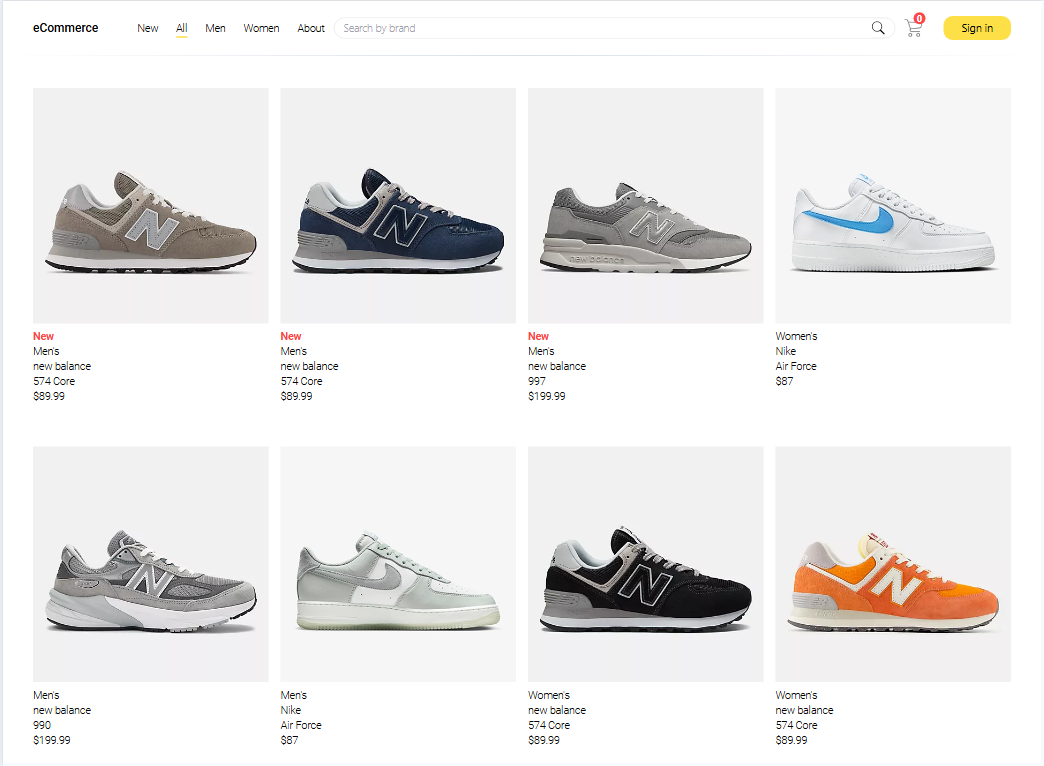 eCommerce New All Men Women About Search by brand 0 Sign in
New
Men's
new balance
574 Core
$89.99
New
Men's
new balance
574 Core
$89.99
New
Men's
new balance
997
$199.99
Women's
Nike
Air Force
$87
Men's
new balance
990
$199.99
Men's
Nike
Air Force
$87
Women's
new balance
574 Core
$89.99
Women's
new balance
574 Core
$89.99